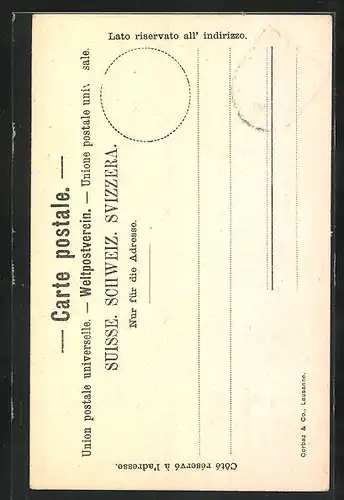 — Carte postale. —
Union postale universelle. — Weltpostverein. — Unione postale universale.
SUISSE. SCHWEIZ. SVIZZERA.
Nur für die Adresse.
Côté réservé à l'adresse.
Lato riservato all' indirizzo.
Corbaz & Co., Lausanne.